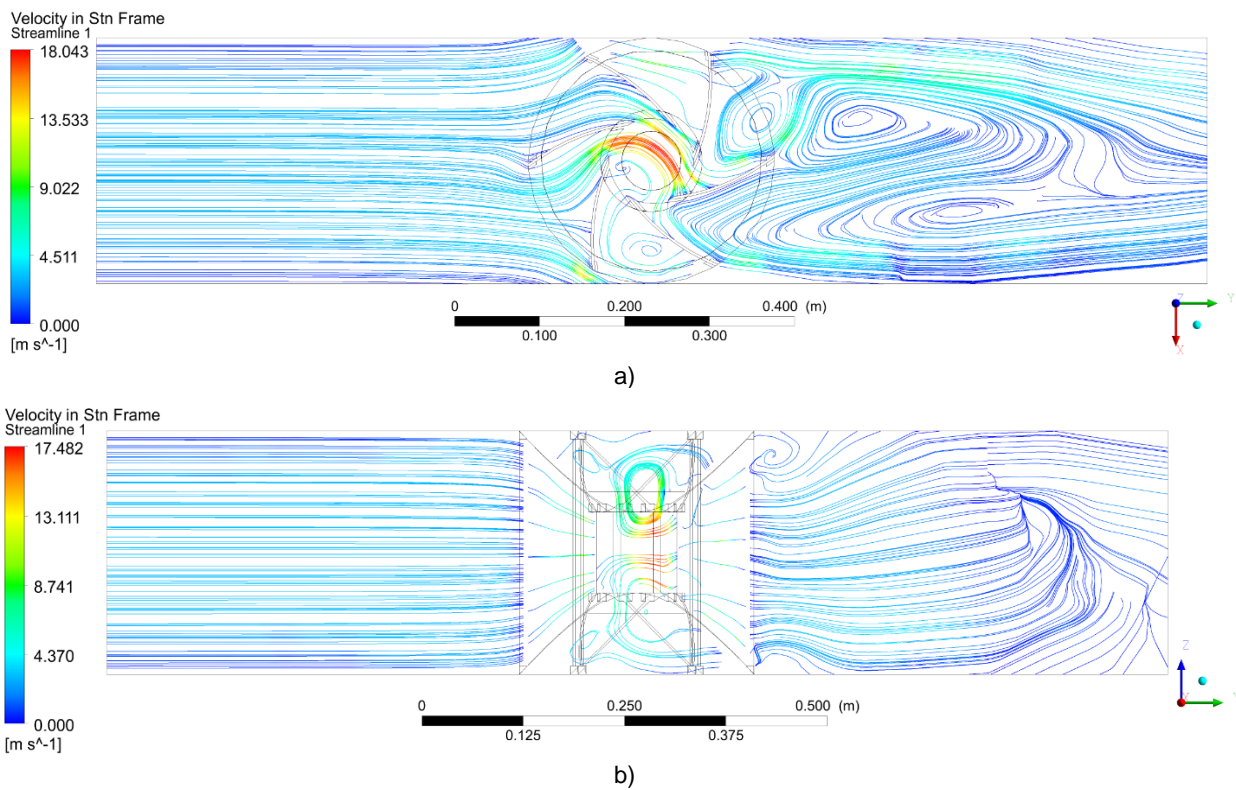 Velocity in Stn Frame
Streamline 1
18.043
13.533
9.022
4.511
0.000
[m s^-1]
0 0.200 0.400 (m)
0.100 0.300
Z Y
X
a)
Velocity in Stn Frame
Streamline 1
17.482
13.111
8.741
4.370
0.000
[m s^-1]
0 0.250 0.500 (m)
0.125 0.375
Z
X Y
b)